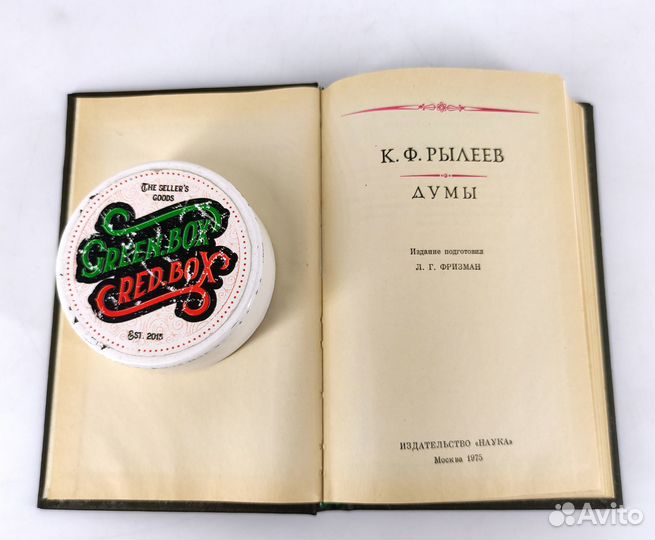 THE SELLER'S
GOODS
GREEN.BOX
RED.BOX
EST. 2015
К. Ф. РЫЛЕЕВ
ДУМЫ
Издание подготовил
Л. Г. ФРИЗМАН
ИЗДАТЕЛЬСТВО «НАУКА»
Москва 1975
Avito